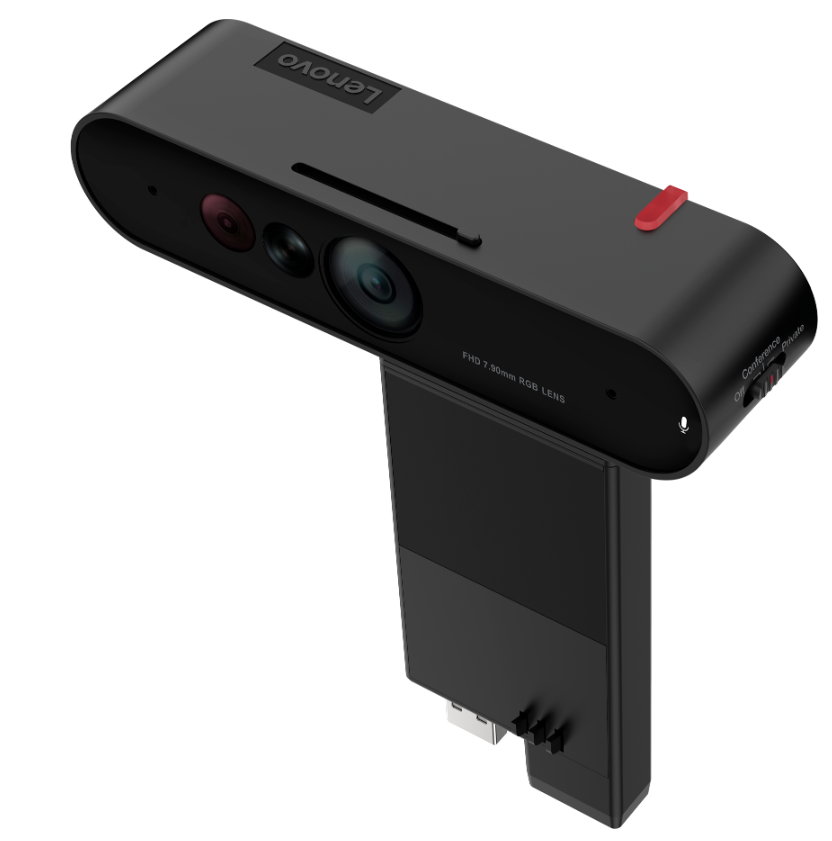 Lenovo
FHD 7.90mm RGB LENS
Off
Conference
Private